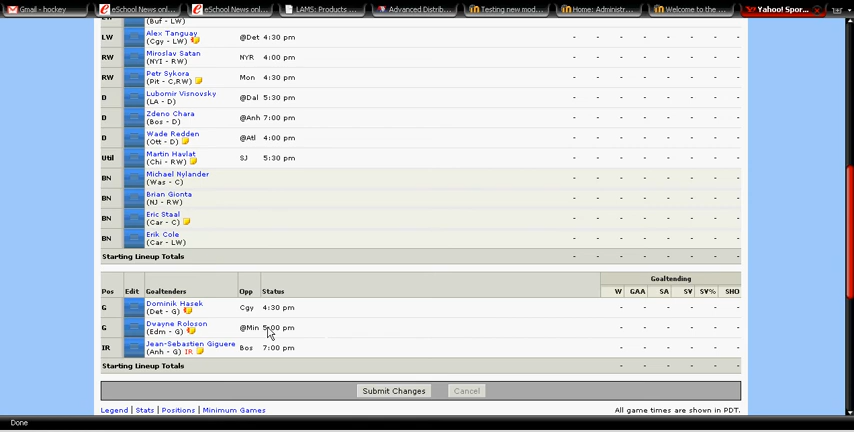 Gmail - hockey
eSchool News onl...
eSchool News onl...
LAMS: Products ...
Advanced Distrib...
Testing new mod...
Home: Administr...
Welcome to the ...
Yahoo! Spor...
(Buf - LW)
LW Alex Tanguay @Det 4:30 pm - - - - - - - - -
(Cgy - LW)
RW Miroslav Satan NYR 4:00 pm - - - - - - - - -
(NYI - RW)
RW Petr Sykora Mon 4:30 pm - - - - - - - - -
(Pit - C,RW)
D Lubomir Visnovsky @Dal 5:30 pm - - - - - - - - -
(LA - D)
D Zdeno Chara @Anh 7:00 pm - - - - - - - - -
(Bos - D)
D Wade Redden @Atl 4:00 pm - - - - - - - - -
(Ott - D)
Util Martin Havlat SJ 5:30 pm - - - - - - - - -
(Chi - RW)
BN Michael Nylander - - - - - - - - -
(Was - C)
BN Brian Gionta - - - - - - - - -
(NJ - RW)
BN Eric Staal - - - - - - - - -
(Car - C)
BN Erik Cole - - - - - - - - -
(Car - LW)
Starting Lineup Totals - - - - - - - - -
Goaltending
Pos Edit Goaltenders Opp Status W GAA SA SV SV% SHO
G Dominik Hasek Cgy 4:30 pm - - - - - -
(Det - G)
G Dwayne Roloson @Min 5:00 pm - - - - - -
(Edm - G)
IR Jean-Sebastien Giguere Bos 7:00 pm - - - - - -
(Anh - G) IR
Starting Lineup Totals - - - - - -
Submit Changes Cancel
Legend | Stats | Positions | Minimum Games All game times are shown in PDT.
Done